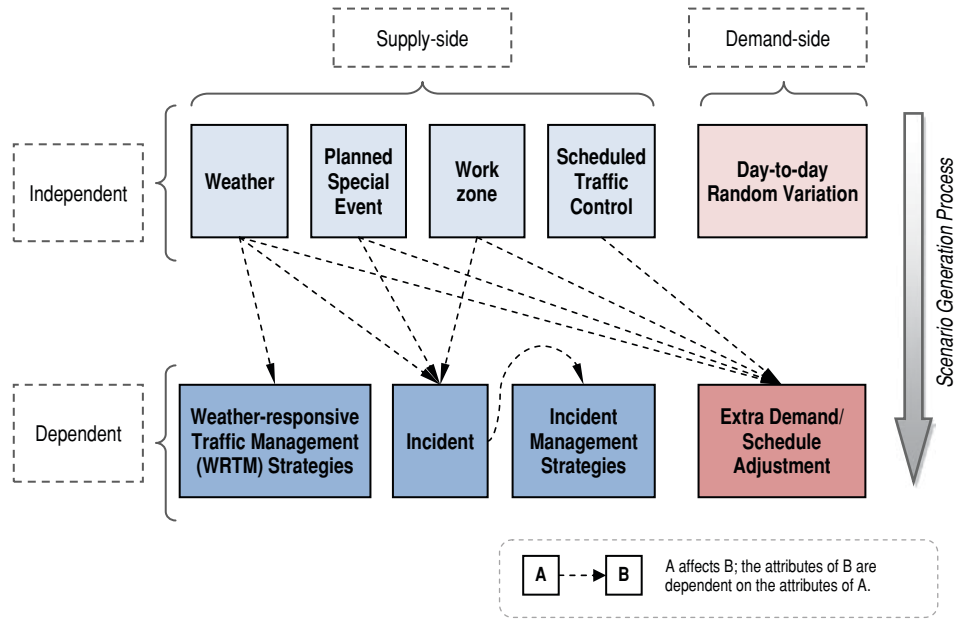 Supply-side
Demand-side
Independent
Weather
Planned
Special
Event
Work
zone
Scheduled
Traffic
Control
Day-to-day
Random Variation
Scenario Generation Process
Dependent
Weather-responsive
Traffic Management
(WRTM) Strategies
Incident
Incident
Management
Strategies
Extra Demand/
Schedule
Adjustment
A
B
A affects B; the attributes of B are
dependent on the attributes of A.